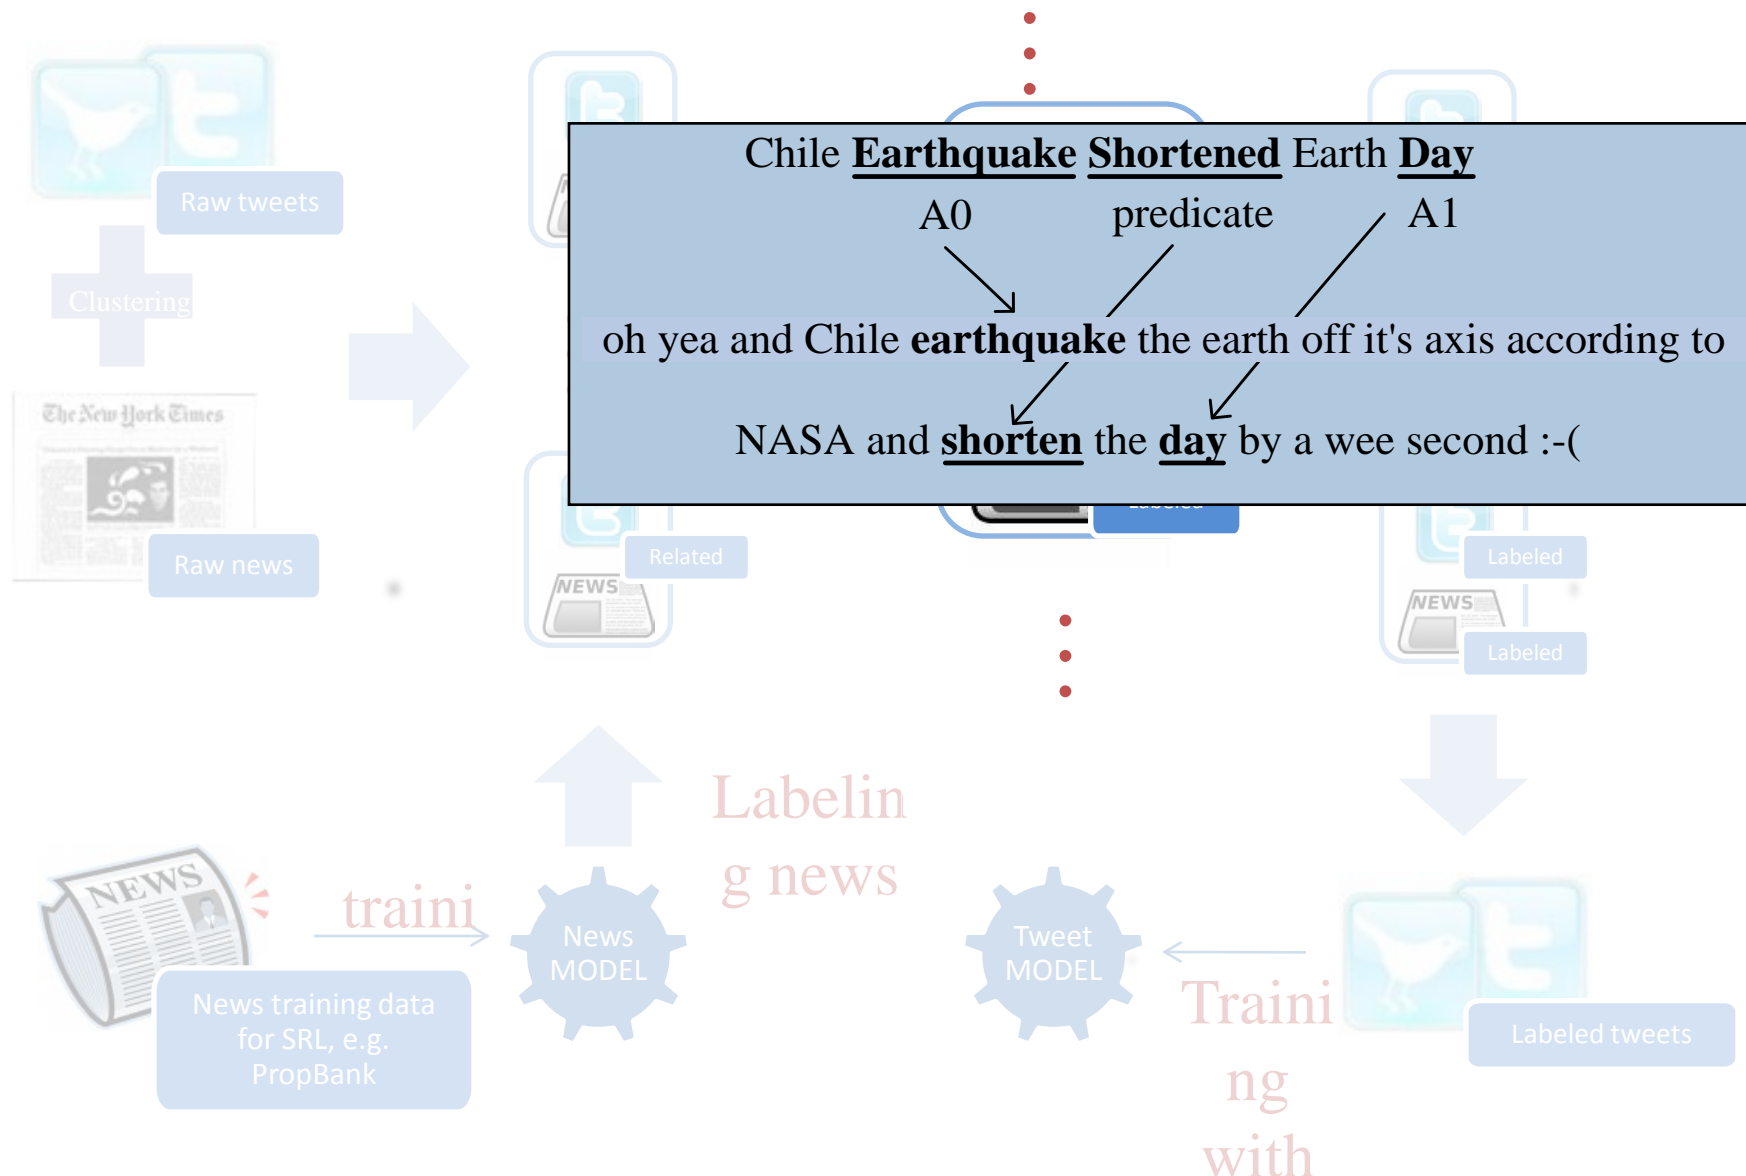 Chile Earthquake Shortened Earth Day
A0 predicate A1
oh yea and Chile earthquake the earth off it's axis according to
NASA and shorten the day by a wee second :-(
Raw tweets
Clustering
The New York Times
Raw news
Related
NEWS
Labeled
Labeled
NEWS
Labeled
Labelin
g news
NEWS
traini
News
MODEL
News training data
for SRL, e.g.
PropBank
Tweet
MODEL
Traini
ng
with
Labeled tweets